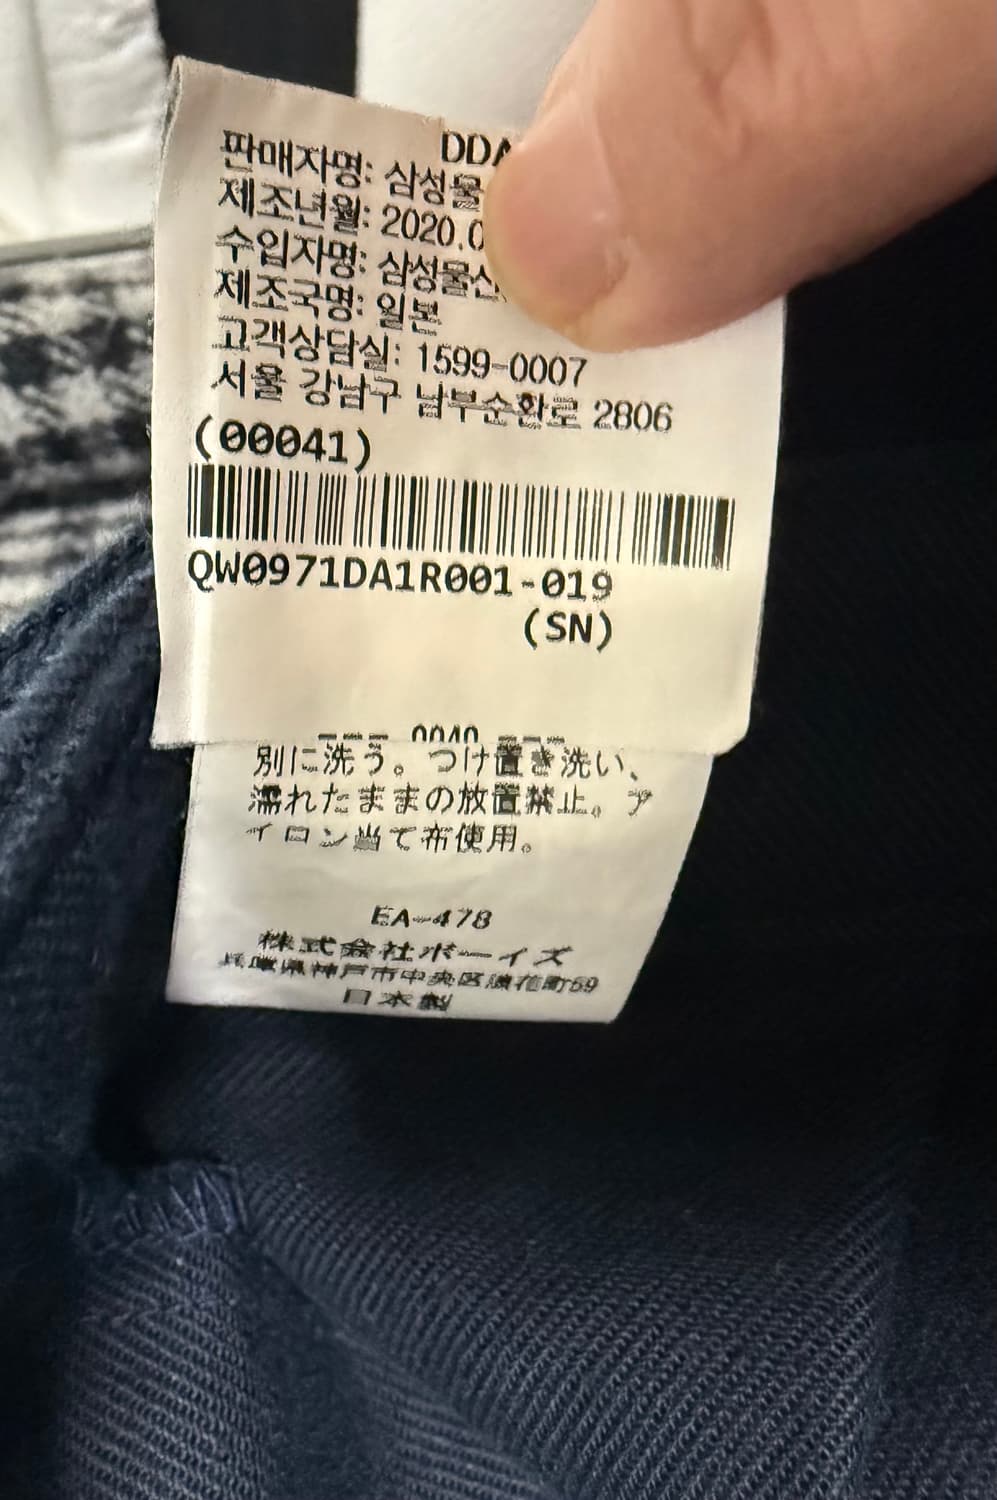 DDA
판매자명: 삼성물
제조년월: 2020.0
수입자명: 삼성물산
제조국명: 일본
고객상담실: 1599-0007
서울 강남구 남부순환로 2806
(00041)
QW0971DA1R001-019
(SN)
別に洗う。つけ置き洗い、
濡れたままの放置禁止。ア
イロン当て布使用。
EA-478
株式会社ボーイズ
兵庫県神戸市中央区浪花町59
日本製